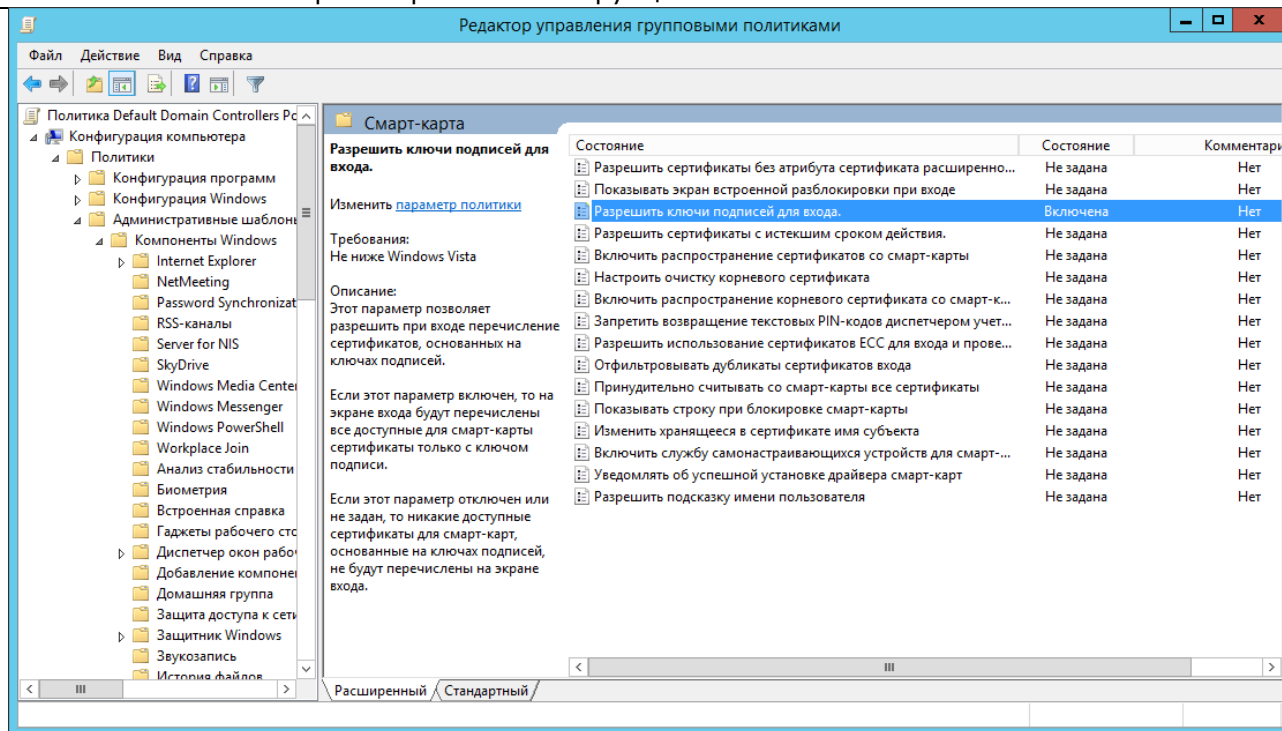 Редактор управления групповыми политиками
Файл Действие Вид Справка
Политика Default Domain Controllers Pc
Конфигурация компьютера
Политики
Конфигурация программ
Конфигурация Windows
Административные шаблоны
Компоненты Windows
Internet Explorer
NetMeeting
Password Synchronizat
RSS-каналы
Server for NIS
SkyDrive
Windows Media Center
Windows Messenger
Windows PowerShell
Workplace Join
Анализ стабильности
Биометрия
Встроенная справка
Гаджеты рабочего сто
Диспетчер окон рабоч
Добавление компонен
Домашняя группа
Защита доступа к сети
Защитник Windows
Звукозапись
История файлов
Смарт-карта
Разрешить ключи подписей для
входа.
Изменить параметр политики
Требования:
Не ниже Windows Vista
Описание:
Этот параметр позволяет
разрешить при входе перечисление
сертификатов, основанных на
ключах подписей.
Если этот параметр включен, то на
экране входа будут перечислены
все доступные для смарт-карты
сертификаты только с ключом
подписи.
Если этот параметр отключен или
не задан, то никакие доступные
сертификаты для смарт-карт,
основанные на ключах подписей,
не будут перечислены на экране
входа.
Состояние Состояние Комментари
Разрешить сертификаты без атрибута сертификата расширенно... Не задана Нет
Показывать экран встроенной разблокировки при входе Не задана Нет
Разрешить ключи подписей для входа. Включена Нет
Разрешить сертификаты с истекшим сроком действия. Не задана Нет
Включить распространение сертификатов со смарт-карты Не задана Нет
Настроить очистку корневого сертификата Не задана Нет
Включить распространение корневого сертификата со смарт-к... Не задана Нет
Запретить возвращение текстовых PIN-кодов диспетчером учет... Не задана Нет
Разрешить использование сертификатов ECC для входа и прове... Не задана Нет
Отфильтровывать дубликаты сертификатов входа Не задана Нет
Принудительно считывать со смарт-карты все сертификаты Не задана Нет
Показывать строку при блокировке смарт-карты Не задана Нет
Изменить хранящееся в сертификате имя субъекта Не задана Нет
Включить службу самонастраивающихся устройств для смарт-... Не задана Нет
Уведомлять об успешной установке драйвера смарт-карт Не задана Нет
Разрешить подсказку имени пользователя Не задана Нет
Расширенный Стандартный